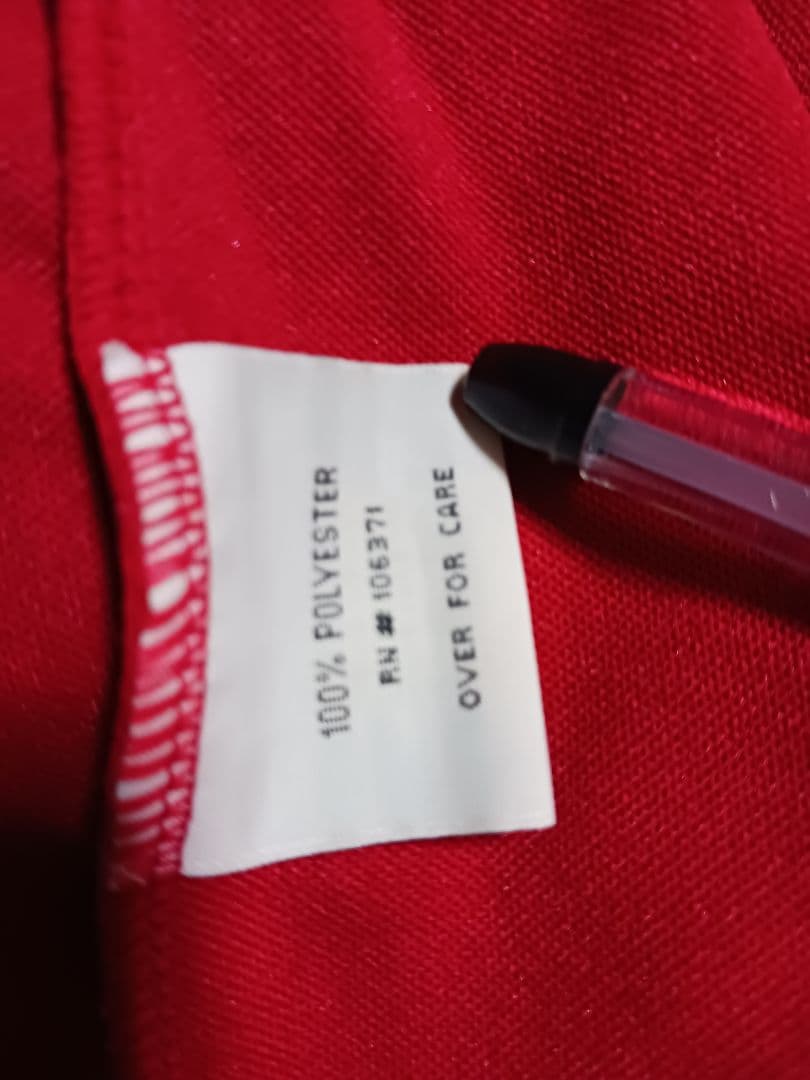 100% POLYESTER
RN # 106371
OVER FOR CARE